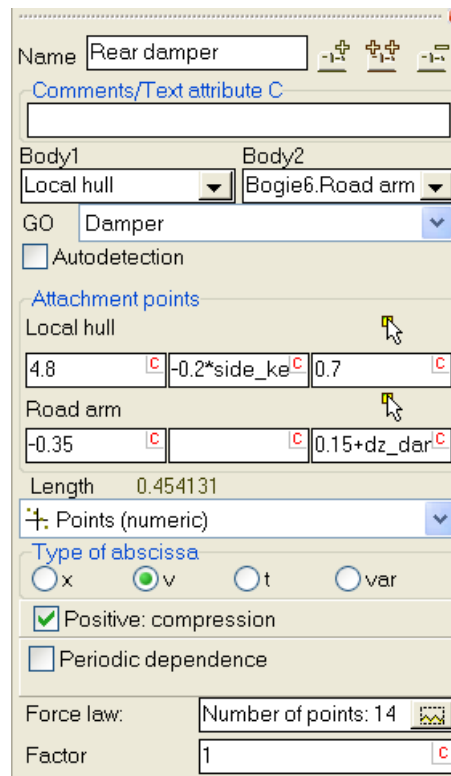 Name Rear damper
Comments/Text attribute C
Body1 Body2
Local hull Bogie6.Road arm
GO Damper
Autodetection
Attachment points
Local hull
4.8 C -0.2*side_ke C 0.7 C
Road arm
-0.35 C C 0.15+dz_dar C
Length 0.454131
Points (numeric)
Type of abscissa
x v t var
Positive: compression
Periodic dependence
Force law: Number of points: 14
Factor 1 C